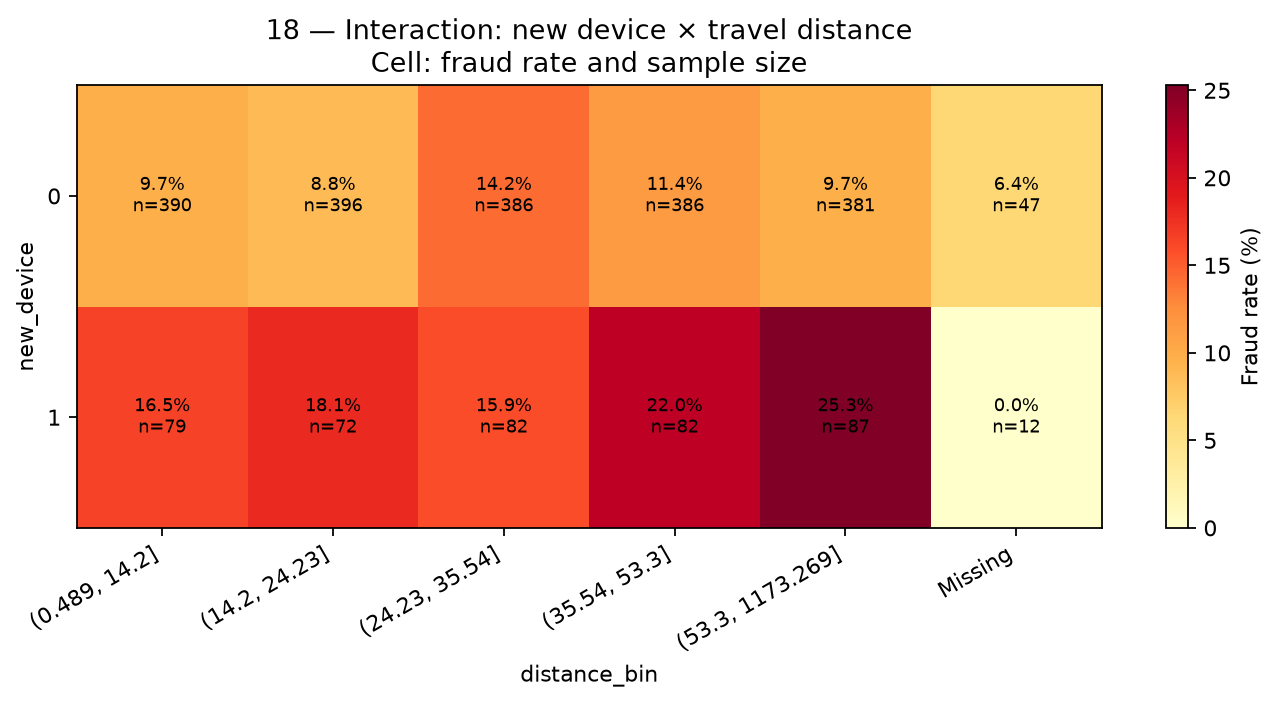 18 — Interaction: new device × travel distance
Cell: fraud rate and sample size
new_device
0
9.7%
n=390
8.8%
n=396
14.2%
n=386
11.4%
n=386
9.7%
n=381
6.4%
n=47
1
16.5%
n=79
18.1%
n=72
15.9%
n=82
22.0%
n=82
25.3%
n=87
0.0%
n=12
(0.489, 14.2]
(14.2, 24.23]
(24.23, 35.54]
(35.54, 53.3]
(53.3, 1173.269]
Missing
distance_bin
25
20
15
10
5
0
Fraud rate (%)